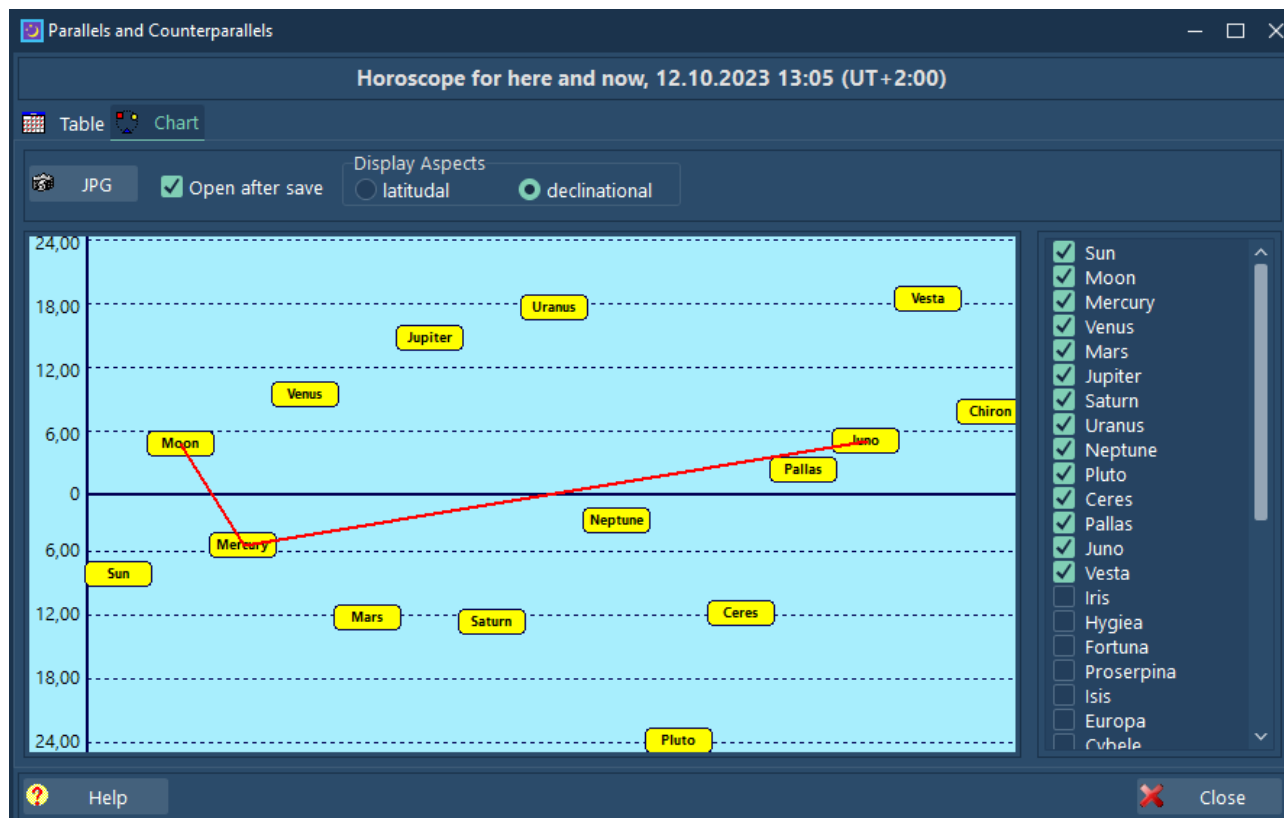 Parallels and Counterparallels
Horoscope for here and now, 12.10.2023 13:05 (UT+2:00)
Table Chart
JPG Open after save Display Aspects
latitudal declinational
24,00
18,00
12,00
6,00
0
6,00
12,00
18,00
24,00
Vesta
Uranus
Jupiter
Venus
Chiron
Moon
Juno
Pallas
Neptune
Mercury
Sun
Mars
Saturn
Ceres
Pluto
Sun
Moon
Mercury
Venus
Mars
Jupiter
Saturn
Uranus
Neptune
Pluto
Ceres
Pallas
Juno
Vesta
Iris
Hygiea
Fortuna
Proserpina
Isis
Europa
Cybele
Help
Close